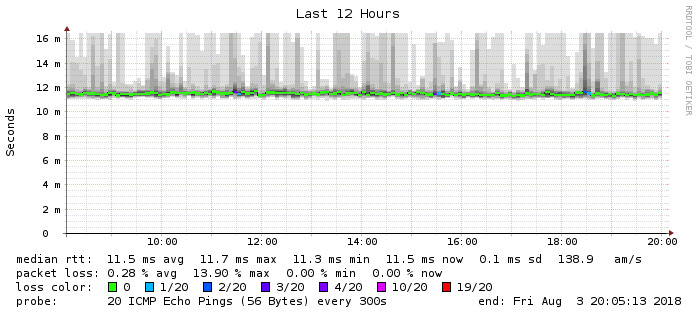 Last 12 Hours
RRDTOOL / TOBI OETIKER
Seconds
16 m
14 m
12 m
10 m
8 m
6 m
4 m
2 m
0
10:00 12:00 14:00 16:00 18:00 20:00
median rtt: 11.5 ms avg 11.7 ms max 11.3 ms min 11.5 ms now 0.1 ms sd 138.9 am/s
packet loss: 0.28 % avg 13.90 % max 0.00 % min 0.00 % now
loss color: 0 1/20 2/20 3/20 4/20 10/20 19/20
probe: 20 ICMP Echo Pings (56 Bytes) every 300s end: Fri Aug 3 20:05:13 2018